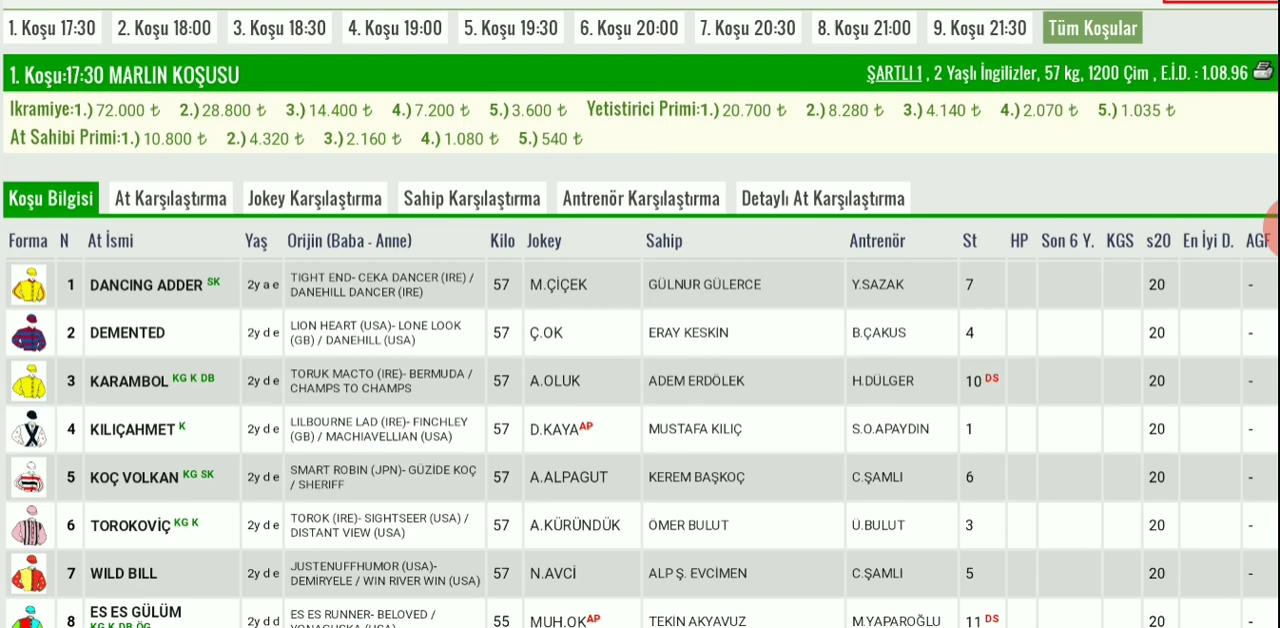 1. Koşu 17:30 2. Koşu 18:00 3. Koşu 18:30 4. Koşu 19:00 5. Koşu 19:30 6. Koşu 20:00 7. Koşu 20:30 8. Koşu 21:00 9. Koşu 21:30 Tüm Koşular
1. Koşu:17:30 MARLIN KOŞUSU ŞARTLI 1 , 2 Yaşlı İngilizler, 57 kg, 1200 Çim , E.İ.D. : 1.08.96
Ikramiye:1.) 72.000 ₺ 2.) 28.800 ₺ 3.) 14.400 ₺ 4.) 7.200 ₺ 5.) 3.600 ₺ Yetistirici Primi:1.) 20.700 ₺ 2.) 8.280 ₺ 3.) 4.140 ₺ 4.) 2.070 ₺ 5.) 1.035 ₺
At Sahibi Primi:1.) 10.800 ₺ 2.) 4.320 ₺ 3.) 2.160 ₺ 4.) 1.080 ₺ 5.) 540 ₺
Koşu Bilgisi At Karşılaştırma Jokey Karşılaştırma Sahip Karşılaştırma Antrenör Karşılaştırma Detaylı At Karşılaştırma
Forma N At İsmi Yaş Orijin (Baba - Anne) Kilo Jokey Sahip Antrenör St HP Son 6 Y. KGS s20 En İyi D. AGF
1 DANCING ADDER SK 2y a e TIGHT END- CEKA DANCER (IRE) / 57 M.ÇİÇEK GÜLNUR GÜLERCE Y.SAZAK 7 20 -
DANEHILL DANCER (IRE)
2 DEMENTED 2y d e LION HEART (USA)- LONE LOOK 57 Ç.OK ERAY KESKIN B.ÇAKUS 4 20 -
(GB) / DANEHILL (USA)
3 KARAMBOL KG K DB 2y d e TORUK MACTO (IRE)- BERMUDA / 57 A.OLUK ADEM ERDÖLEK H.DÜLGER 10 DS 20 -
CHAMPS TO CHAMPS
4 KILIÇAHMET K 2y d e LILBOURNE LAD (IRE)- FINCHLEY 57 D.KAYA AP MUSTAFA KILIÇ S.O.APAYDIN 1 20 -
(GB) / MACHIAVELLIAN (USA)
5 KOÇ VOLKAN KG SK 2y d e SMART ROBIN (JPN)- GÜZİDE KOÇ 57 A.ALPAGUT KEREM BAŞKOÇ C.ŞAMLI 6 20 -
/ SHERIFF
6 TOROKOVİÇ KG K 2y d e TOROK (IRE)- SIGHTSEER (USA) / 57 A.KÜRÜNDÜK ÖMER BULUT Ü.BULUT 3 20 -
DISTANT VIEW (USA)
7 WILD BILL 2y d e JUSTENUFFHUMOR (USA)- 57 N.AVCİ ALP Ş. EVCİMEN C.ŞAMLI 5 20 -
DEMİRYELE / WIN RIVER WIN (USA)
8 ES ES GÜLÜM 2y d d ES ES RUNNER- BELOVED / 55 MUH.OK AP TEKİN AKYAVUZ M.YAPAROĞLU 11 DS 20 -
KG K DB ÖG YONAGUSKA (USA)